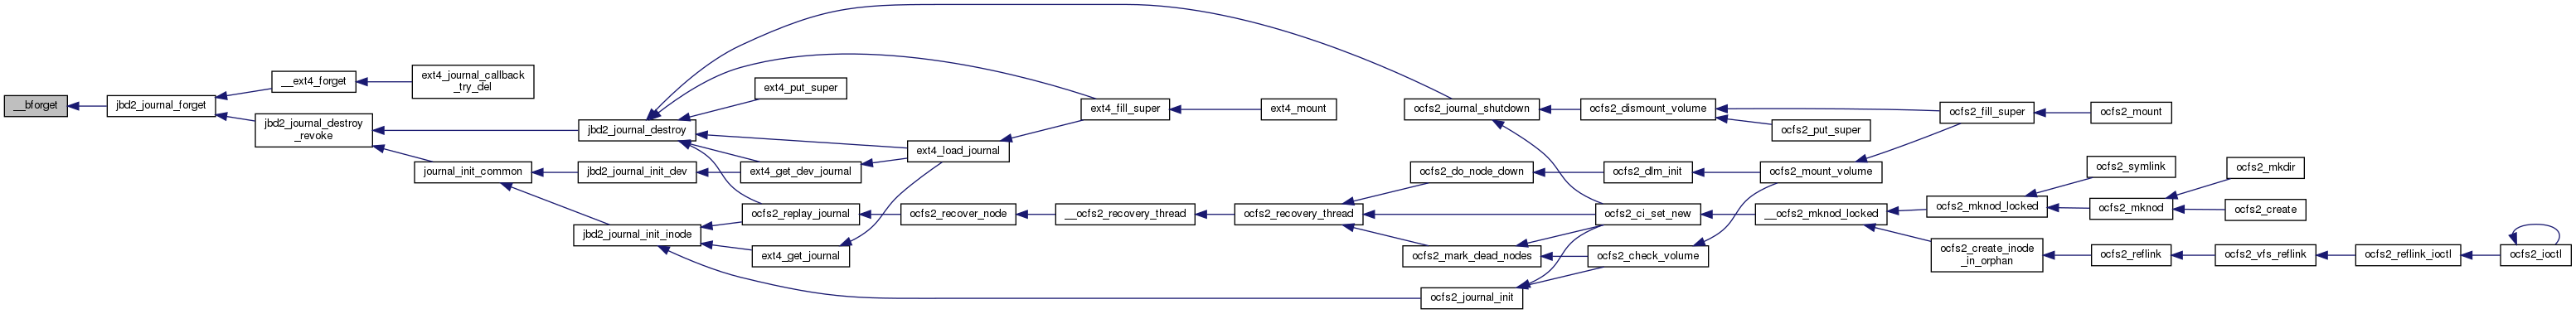 __bforget
jbd2_journal_forget
__ext4_forget
ext4_journal_callback
_try_del
jbd2_journal_destroy
_revoke
jbd2_journal_destroy
journal_init_common
jbd2_journal_init_dev
jbd2_journal_init_inode
ext4_put_super
ext4_get_dev_journal
ocfs2_replay_journal
ext4_get_journal
ext4_load_journal
ocfs2_recover_node
ext4_fill_super
__ocfs2_recovery_thread
ext4_mount
ocfs2_recovery_thread
ocfs2_journal_shutdown
ocfs2_do_node_down
ocfs2_mark_dead_nodes
ocfs2_journal_init
ocfs2_dismount_volume
ocfs2_dlm_init
ocfs2_ci_set_new
ocfs2_check_volume
ocfs2_put_super
ocfs2_mount_volume
__ocfs2_mknod_locked
ocfs2_fill_super
ocfs2_mknod_locked
ocfs2_create_inode
_in_orphan
ocfs2_mount
ocfs2_symlink
ocfs2_mknod
ocfs2_reflink
ocfs2_mkdir
ocfs2_create
ocfs2_vfs_reflink
ocfs2_reflink_ioctl
ocfs2_ioctl